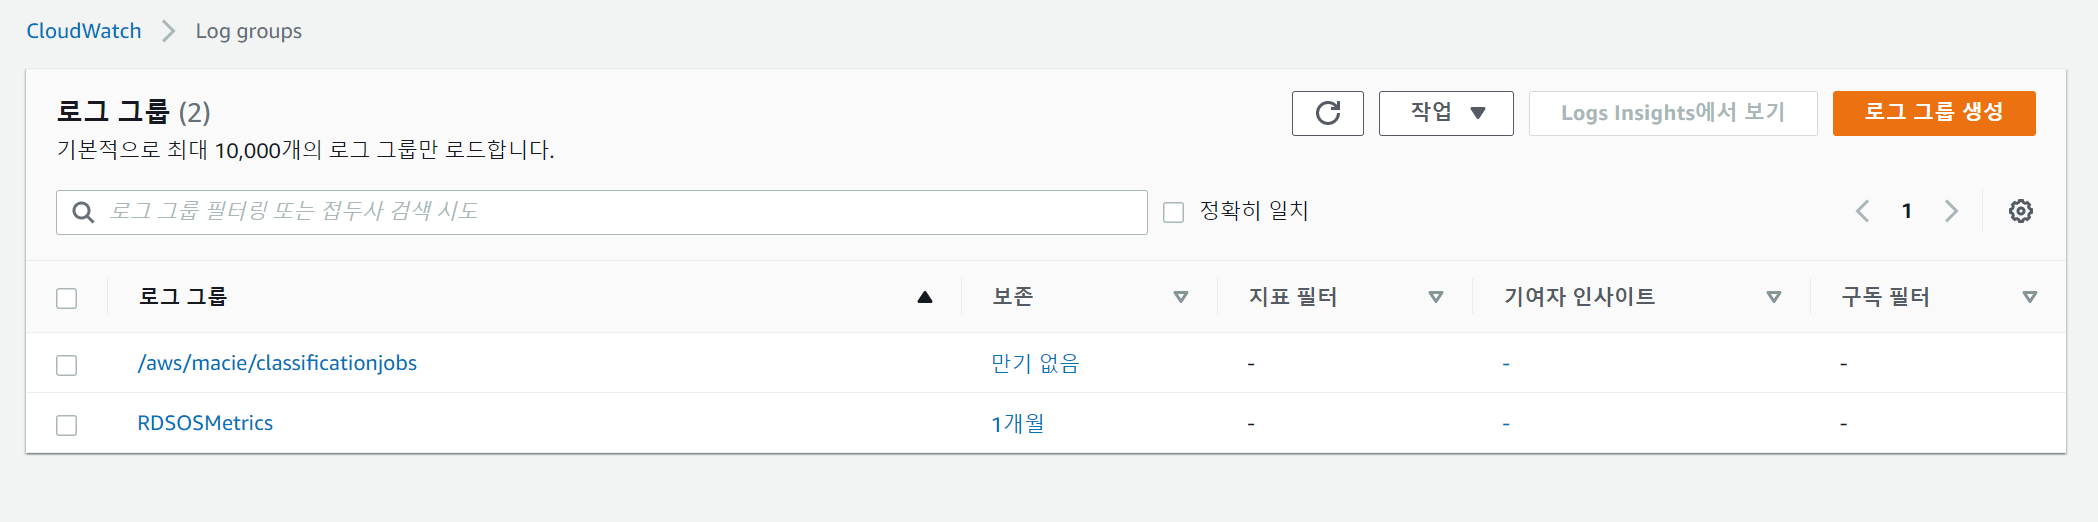 CloudWatch > Log groups
로그 그룹 (2)
작업
Logs Insights에서 보기
로그 그룹 생성
기본적으로 최대 10,000개의 로그 그룹만 로드합니다.
로그 그룹 필터링 또는 접두사 검색 시도
정확히 일치
1
로그 그룹 보존 지표 필터 기여자 인사이트 구독 필터
/aws/macie/classificationjobs 만기 없음 - - -
RDSOSMetrics 1개월 - - -